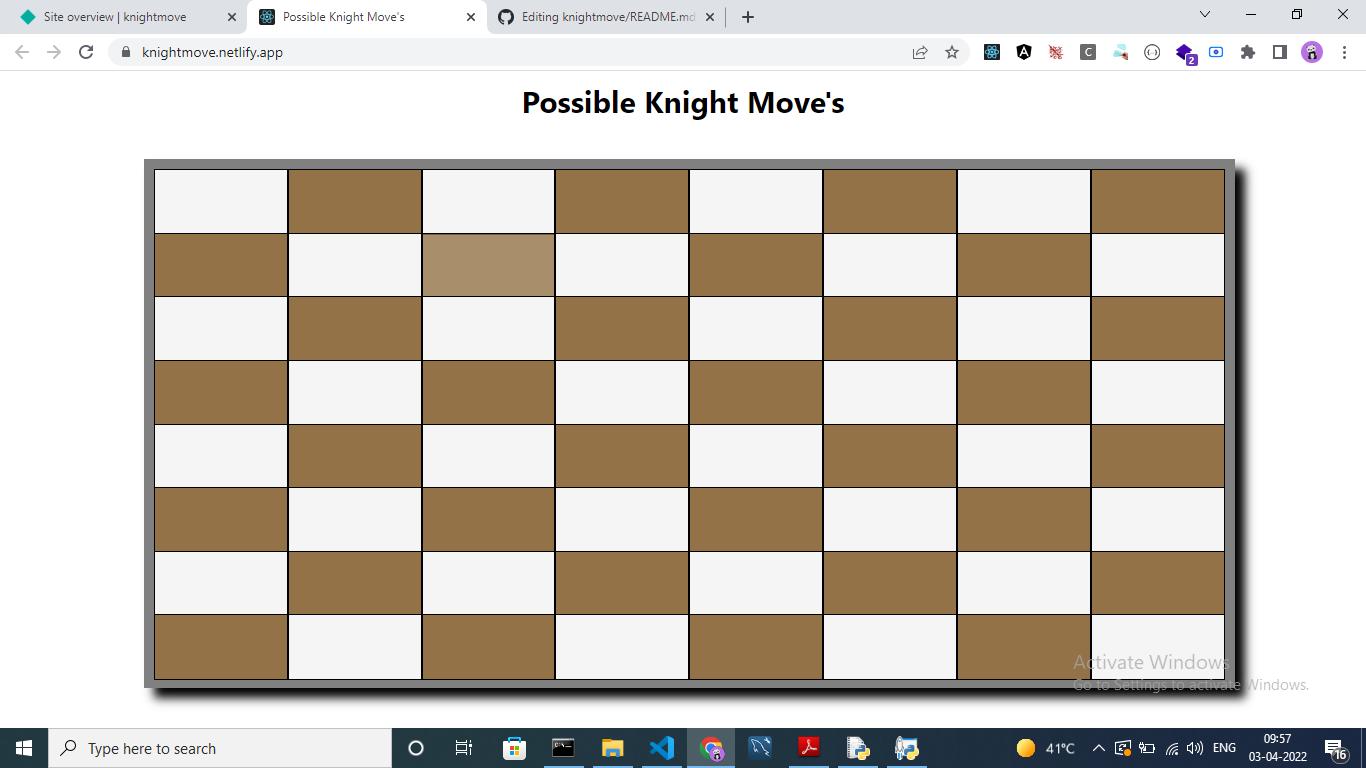 Site overview | knightmove
Possible Knight Move's
Editing knightmove/README.md
knightmove.netlify.app
C
2
Possible Knight Move's
Activate Windows
Go to Settings to activate Windows.
Type here to search
41°C
ENG
09:57
03-04-2022
16